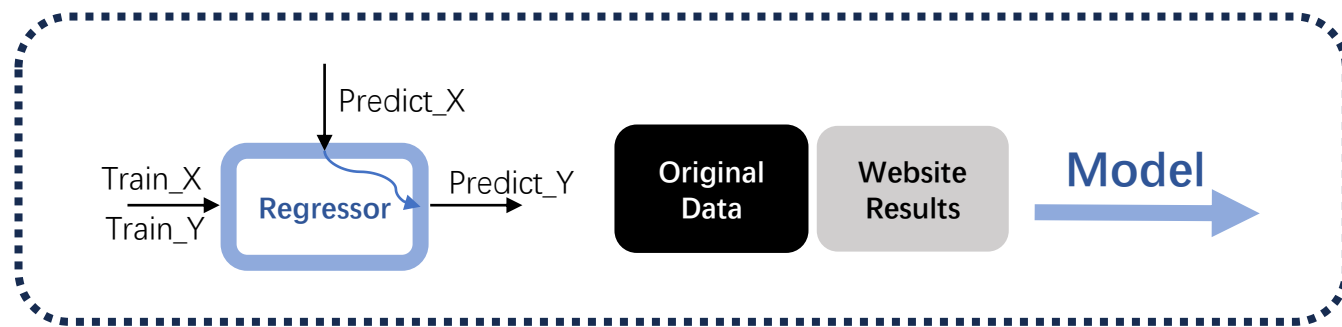 Predict_X
Train_X
Train_Y
Regressor
Predict_Y
Original
Data
Website
Results
Model